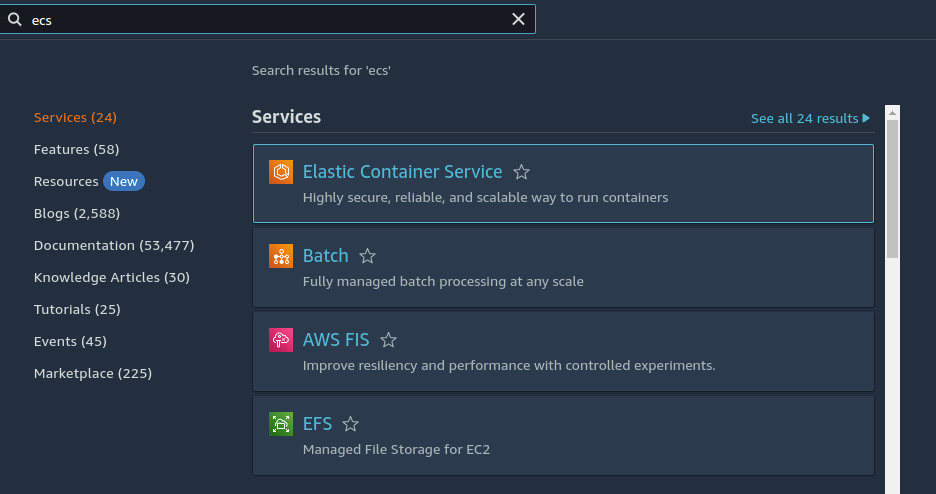 ecs
Search results for 'ecs'
Services (24)
Features (58)
Resources New
Blogs (2,588)
Documentation (53,477)
Knowledge Articles (30)
Tutorials (25)
Events (45)
Marketplace (225)
Services
See all 24 results
Elastic Container Service
Highly secure, reliable, and scalable way to run containers
Batch
Fully managed batch processing at any scale
AWS FIS
Improve resiliency and performance with controlled experiments.
EFS
Managed File Storage for EC2